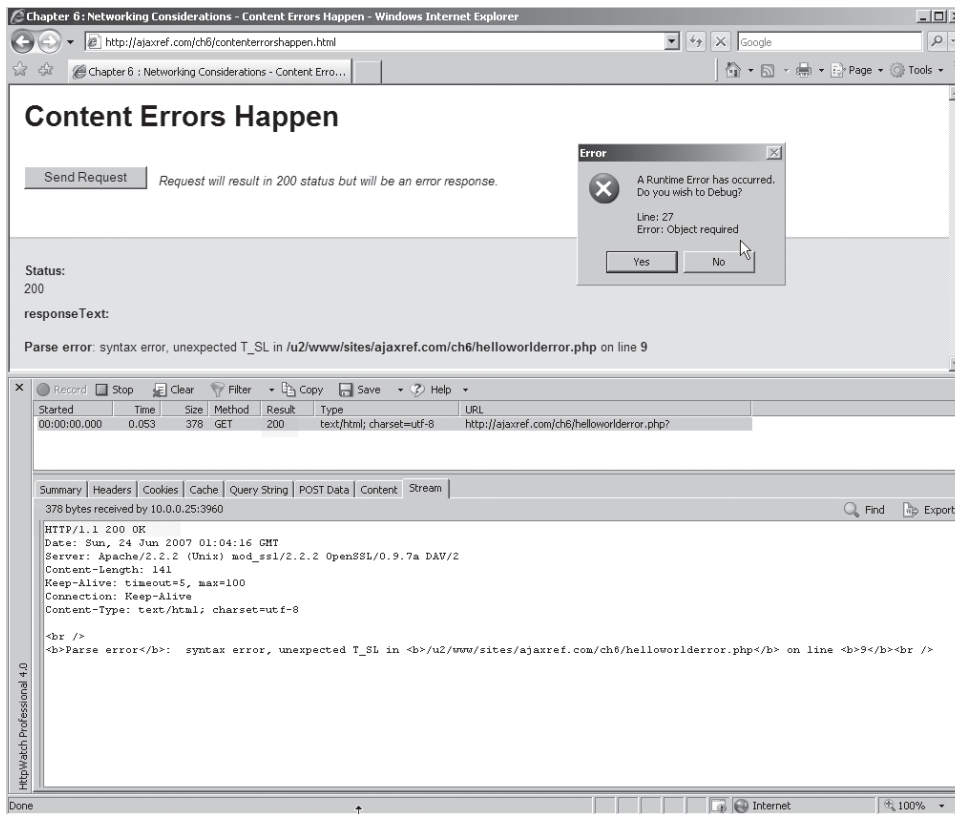 Chapter 6: Networking Considerations - Content Errors Happen - Windows Internet Explorer
http://ajaxref.com/ch6/contenterrorshappen.html
Google
Chapter 6 : Networking Considerations - Content Erro...
Page
Tools
Content Errors Happen
Send Request
Request will result in 200 status but will be an error response.
Error
A Runtime Error has occurred.
Do you wish to Debug?
Line: 27
Error: Object required
Yes No
Status:
200
responseText:
Parse error: syntax error, unexpected T_SL in /u2/www/sites/ajaxref.com/ch6/helloworlderror.php on line 9
Record Stop Clear Filter Copy Save Help
Started Time Size Method Result Type URL
00:00:00.000 0.053 378 GET 200 text/html; charset=utf-8 http://ajaxref.com/ch6/helloworlderror.php?
Summary Headers Cookies Cache Query String POST Data Content Stream
378 bytes received by 10.0.0.25:3960
Find Export
HTTP/1.1 200 OK
Date: Sun, 24 Jun 2007 01:04:16 GMT
Server: Apache/2.2.2 (Unix) mod_ssl/2.2.2 OpenSSL/0.9.7a DAV/2
Content-Length: 141
Keep-Alive: timeout=5, max=100
Connection: Keep-Alive
Content-Type: text/html; charset=utf-8
<br />
<b>Parse error</b>:  syntax error, unexpected T_SL in <b>/u2/www/sites/ajaxref.com/ch6/helloworlderror.php</b> on line <b>9</b><br />
HttpWatch Professional 4.0
Done
Internet
100%